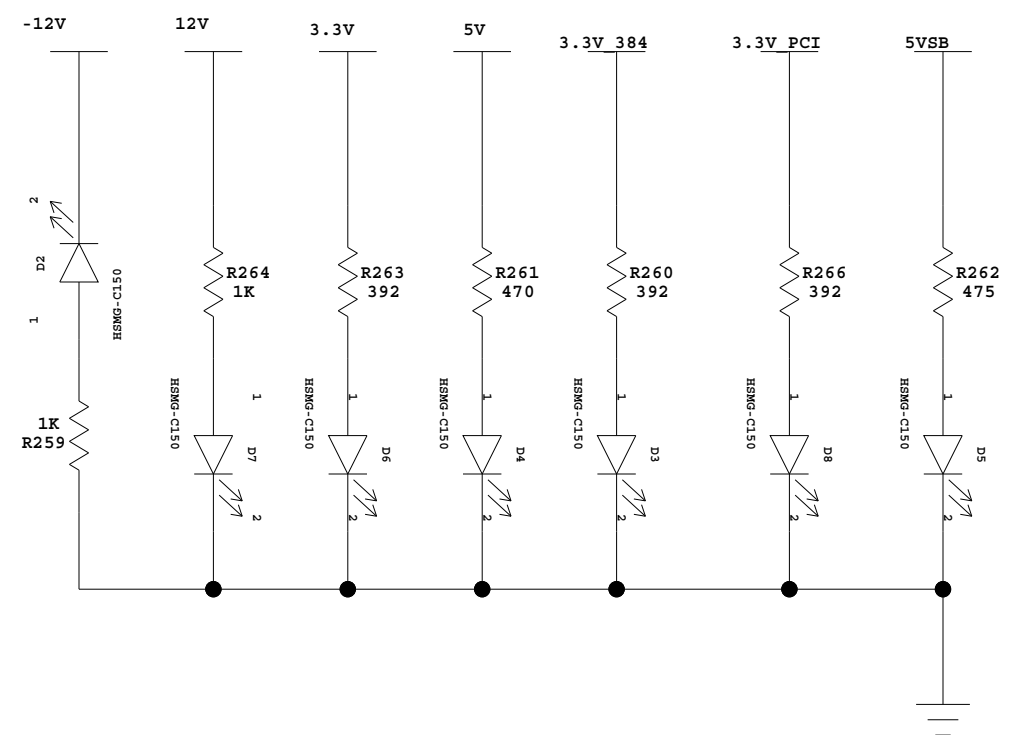 -12V
12V
3.3V
5V
3.3V_384
3.3V_PCI
5VSB
2
D2
1
HSMG-C150
1K
R259
R264
1K
HSMG-C150
1
D7
2
R263
392
HSMG-C150
1
D6
2
R261
470
HSMG-C150
1
D4
2
R260
392
HSMG-C150
1
D3
2
R266
392
HSMG-C150
1
D8
2
R262
475
HSMG-C150
1
D5
2